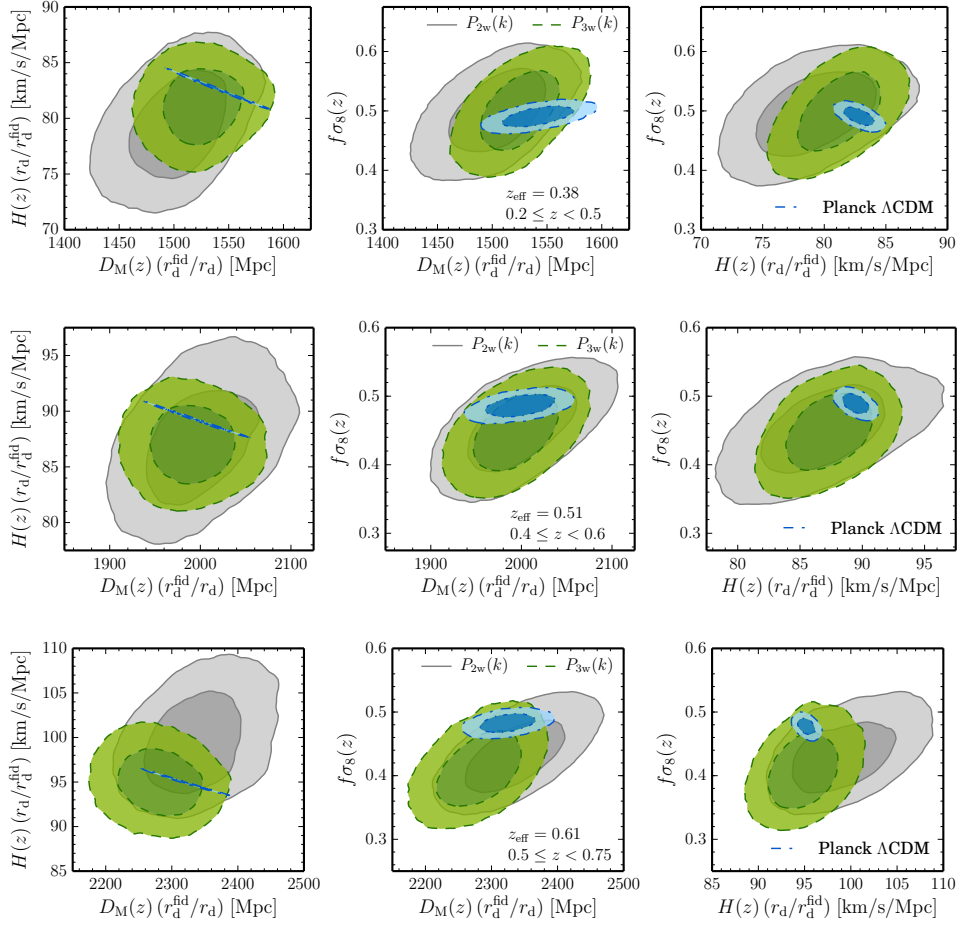 H(z) (r_d/r_d^fid) [km/s/Mpc]
90
85
80
75
70
1400 1450 1500 1550 1600
D_M(z) (r_d^fid/r_d) [Mpc]
fσ_8(z)
0.6
0.5
0.4
0.3
P_2w(k) P_3w(k)
z_eff = 0.38
0.2 ≤ z < 0.5
1400 1450 1500 1550 1600
D_M(z) (r_d^fid/r_d) [Mpc]
fσ_8(z)
0.6
0.5
0.4
0.3
Planck ΛCDM
70 75 80 85 90
H(z) (r_d/r_d^fid) [km/s/Mpc]
H(z) (r_d/r_d^fid) [km/s/Mpc]
95
90
85
80
1900 2000 2100
D_M(z) (r_d^fid/r_d) [Mpc]
fσ_8(z)
0.6
0.5
0.4
0.3
P_2w(k) P_3w(k)
z_eff = 0.51
0.4 ≤ z < 0.6
1900 2000 2100
D_M(z) (r_d^fid/r_d) [Mpc]
fσ_8(z)
0.6
0.5
0.4
0.3
Planck ΛCDM
80 85 90 95
H(z) (r_d/r_d^fid) [km/s/Mpc]
H(z) (r_d/r_d^fid) [km/s/Mpc]
110
105
100
95
90
85
2200 2300 2400 2500
D_M(z) (r_d^fid/r_d) [Mpc]
fσ_8(z)
0.6
0.5
0.4
0.3
P_2w(k) P_3w(k)
z_eff = 0.61
0.5 ≤ z < 0.75
2200 2300 2400 2500
D_M(z) (r_d^fid/r_d) [Mpc]
fσ_8(z)
0.6
0.5
0.4
0.3
Planck ΛCDM
85 90 95 100 105 110
H(z) (r_d/r_d^fid) [km/s/Mpc]